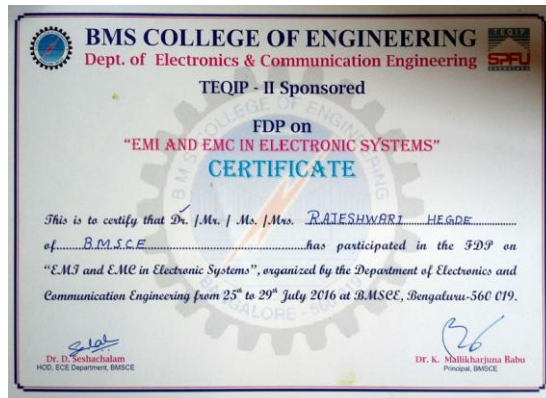 BMS COLLEGE OF ENGINEERING
Dept. of Electronics & Communication Engineering
TEQIP
SPFU
TEQIP - II Sponsored
FDP on
"EMI AND EMC IN ELECTRONIC SYSTEMS"
CERTIFICATE
This is to certify that Dr. /Mr. / Ms. /Mrs. RAJESHWARI HEGDE
of B.M.S.C.E has participated in the FDP on
"EMI and EMC in Electronic Systems", organized by the Department of Electronics and
Communication Engineering from 25th to 29th July 2016 at BMSCE, Bengaluru-560 019.
Dr. D. Seshachalam
HOD, ECE Department, BMSCE
Dr. K. Mallikharjuna Babu
Principal, BMSCE